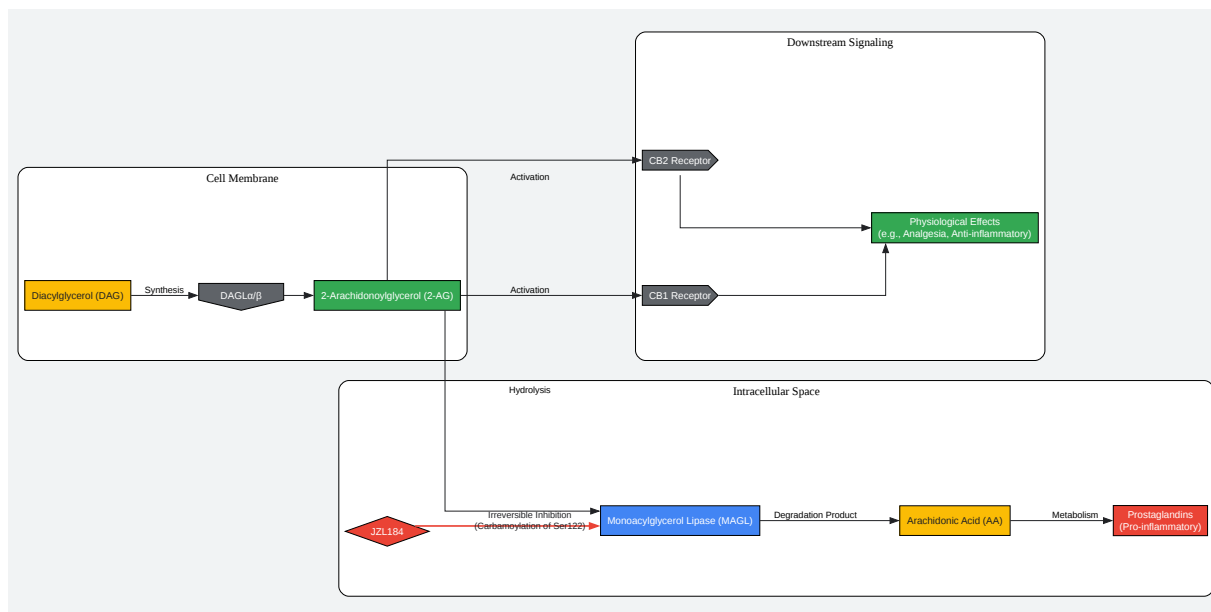 Downstream Signaling
CB2 Receptor
Activation
Cell Membrane
Physiological Effects
(e.g., Analgesia, Anti-inflammatory)
Diacylglycerol (DAG)
Synthesis
DAGLα/β
2-Arachidonoylglycerol (2-AG)
Activation
CB1 Receptor
Hydrolysis
Intracellular Space
Irreversible Inhibition
(Carbamoylation of Ser122)
JZL184
Monoacylglycerol Lipase (MAGL)
Degradation Product
Arachidonic Acid (AA)
Metabolism
Prostaglandins
(Pro-inflammatory)